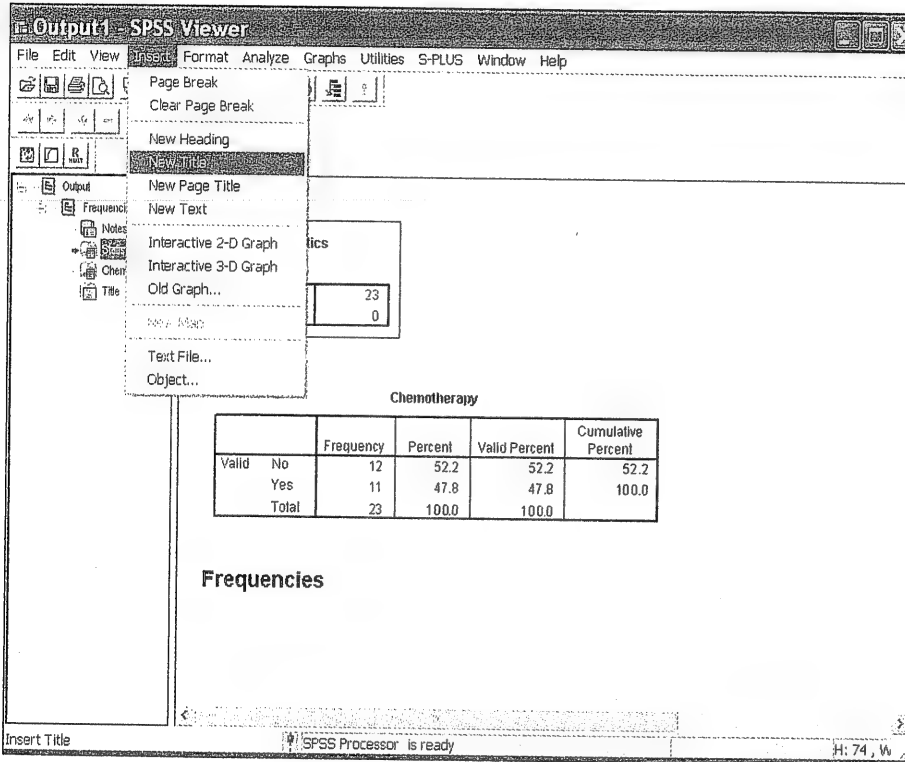 Output1 - SPSS Viewer
File Edit View Insert Format Analyze Graphs Utilities S-PLUS Window Help
Page Break
Clear Page Break
New Heading
New Title
New Page Title
New Text
Interactive 2-D Graph
Interactive 3-D Graph
Old Graph...
New Map
Text File...
Object...
Output
Frequenci
Notes
Chem
Title
tics
23
0
Chemotherapy
Frequency Percent Valid Percent Cumulative Percent
Valid No 12 52.2 52.2 52.2
Yes 11 47.8 47.8 100.0
Total 23 100.0 100.0
Frequencies
Insert Title
SPSS Processor is ready
H: 74 , W